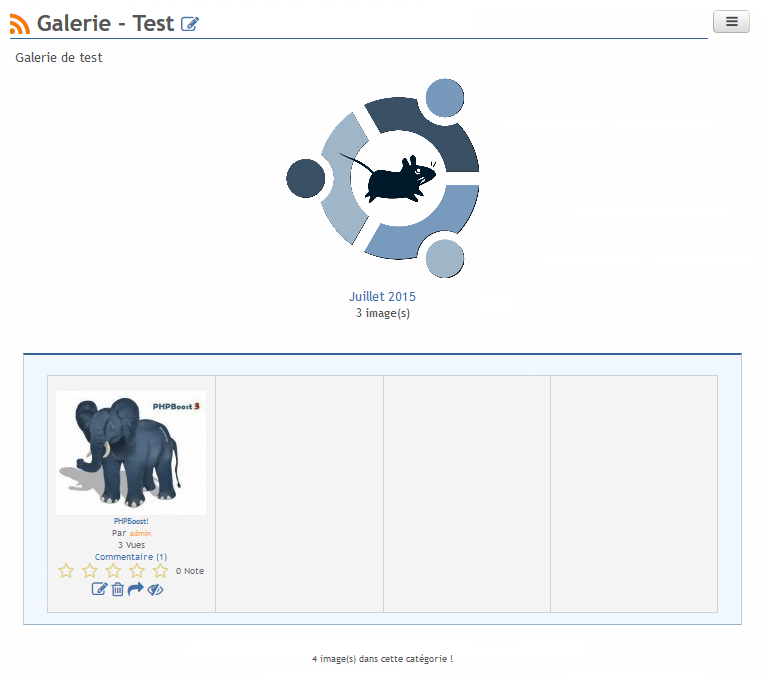 Galerie - Test
Galerie de test
Juillet 2015
3 image(s)
PHPBoost 3
PHPBoost!
Par admin
3 Vues
Commentaire (1)
0 Note
4 image(s) dans cette catégorie !